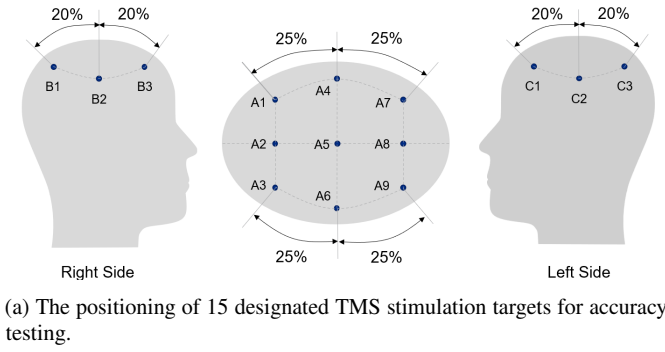 20% 20%
25% 25%
20% 20%
B1 B2 B3
A1 A4 A7
A2 A5 A8
A3 A6 A9
C1 C2 C3
25% 25%
Right Side
Left Side
(a) The positioning of 15 designated TMS stimulation targets for accuracy
testing.